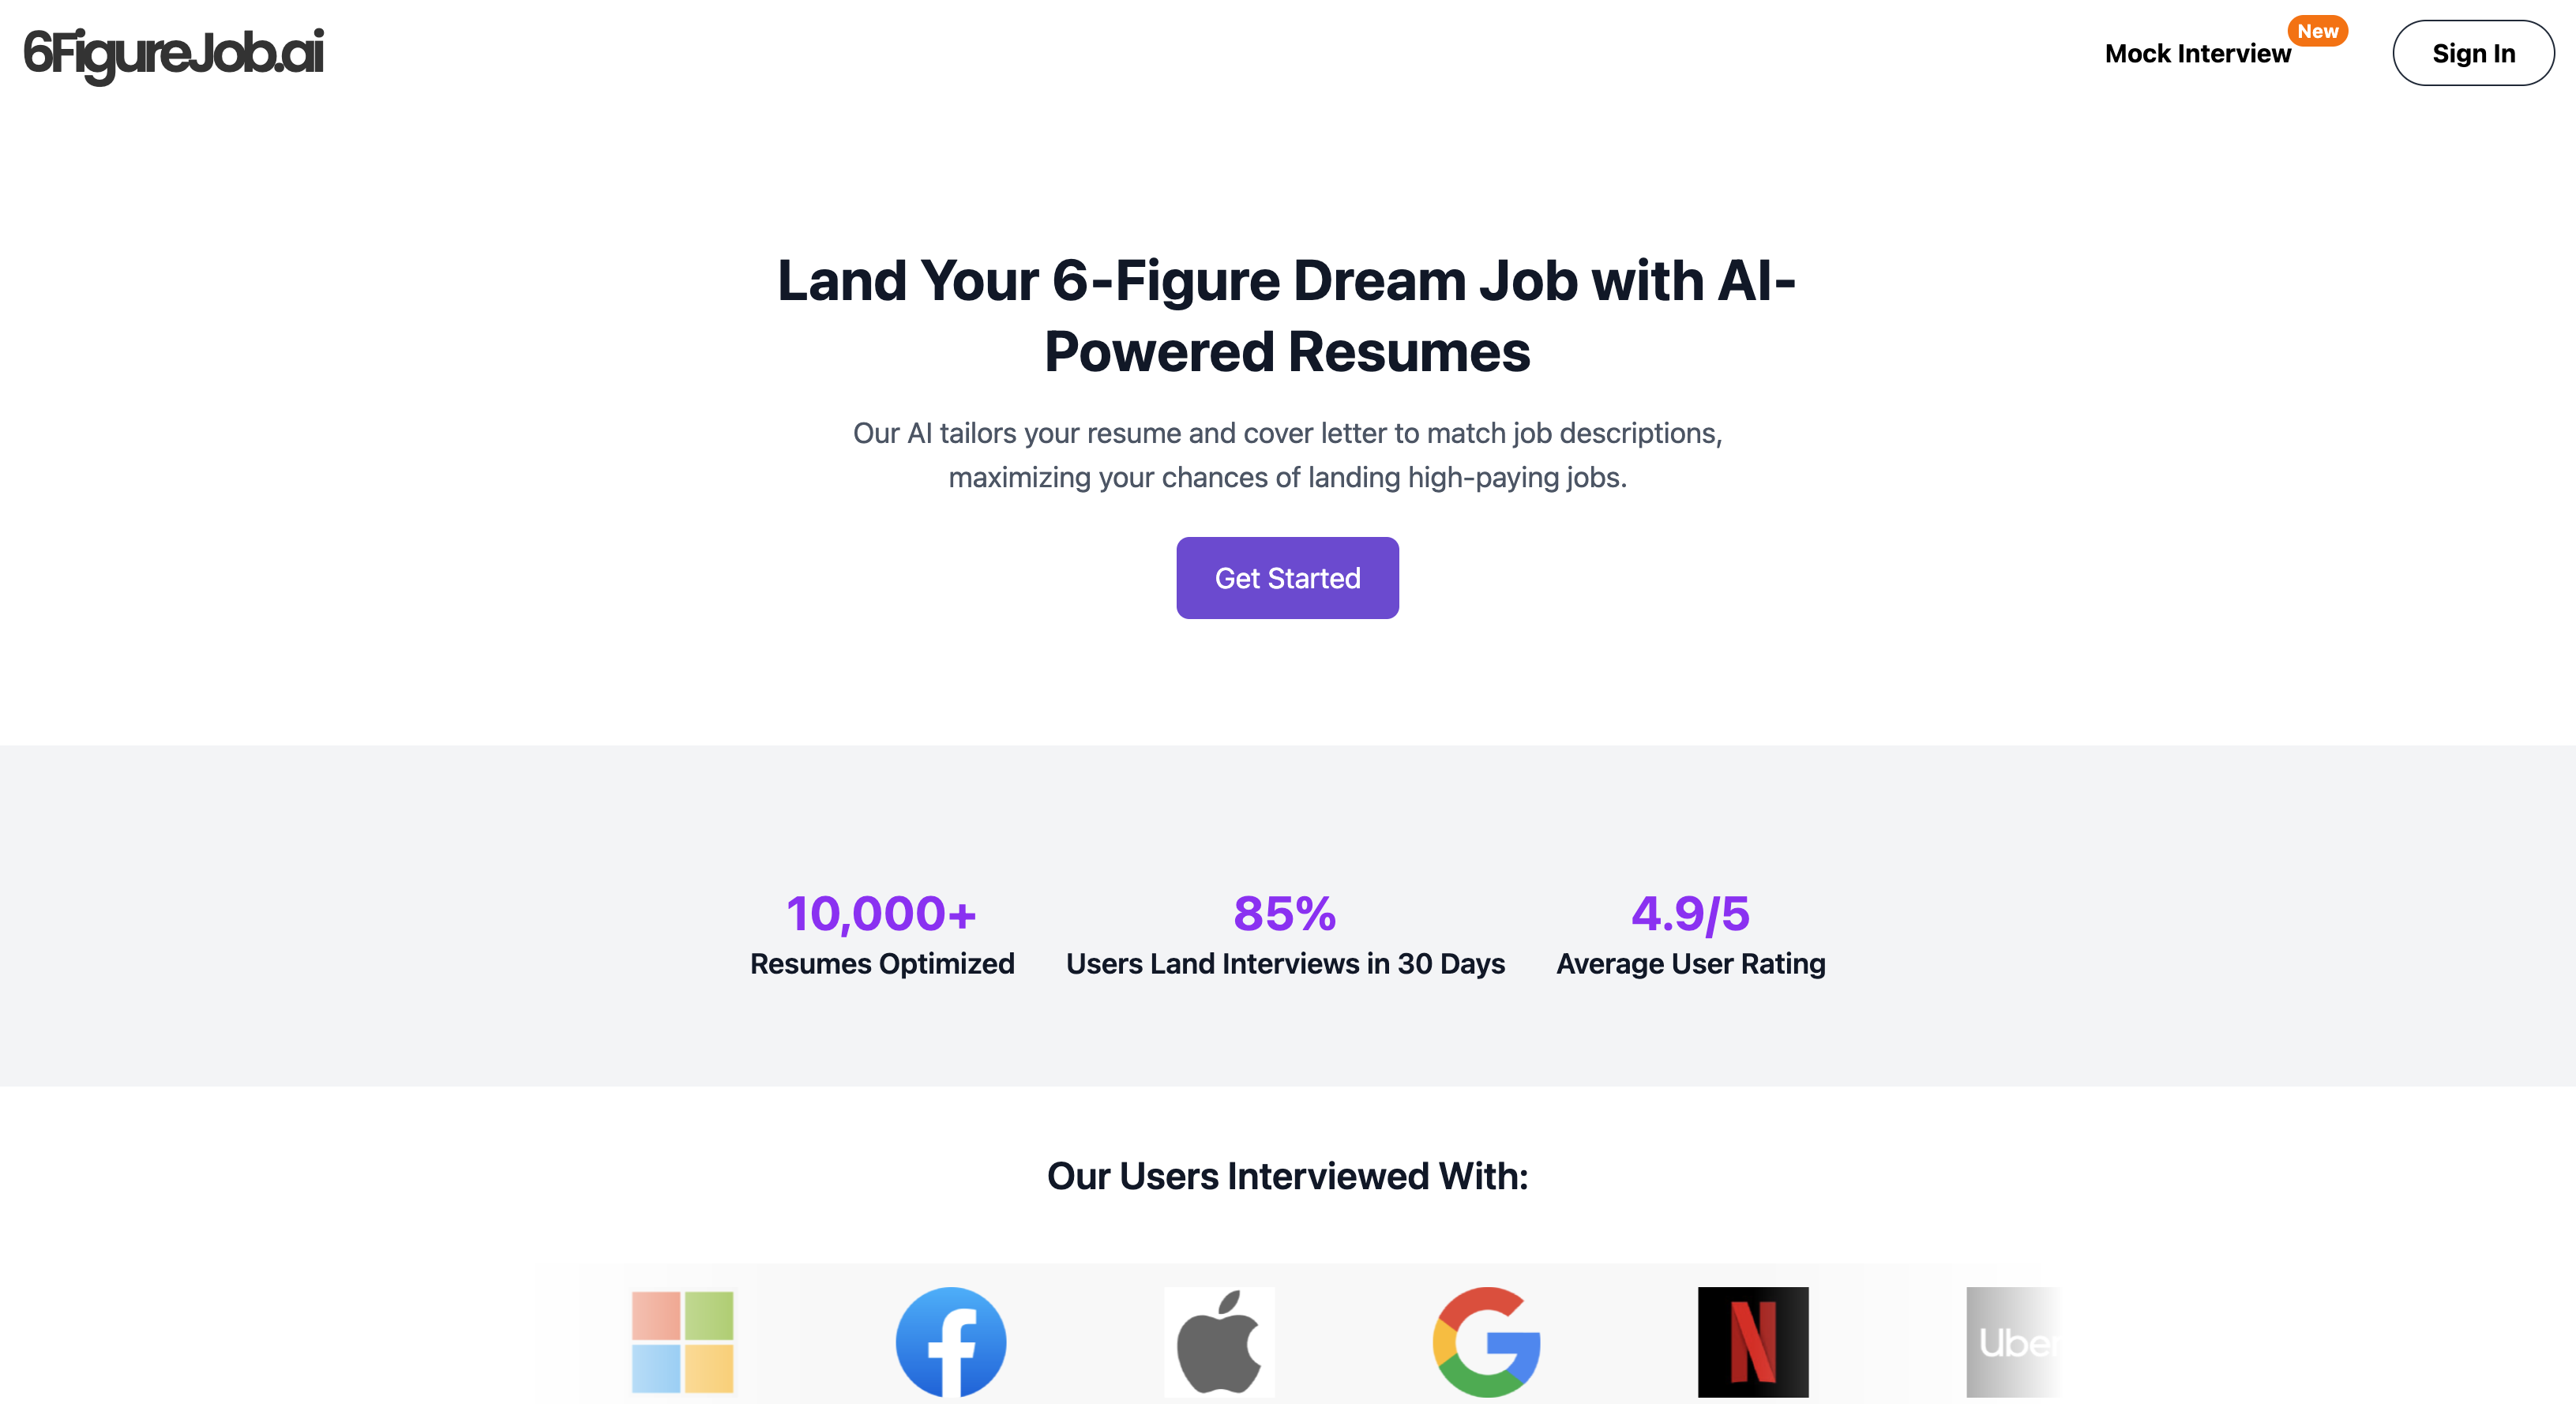 6FigureJob.ai
Mock Interview
New
Sign In
Land Your 6-Figure Dream Job with AI-
Powered Resumes
Our AI tailors your resume and cover letter to match job descriptions,
maximizing your chances of landing high-paying jobs.
Get Started
10,000+
Resumes Optimized
85%
Users Land Interviews in 30 Days
4.9/5
Average User Rating
Our Users Interviewed With:
Uber